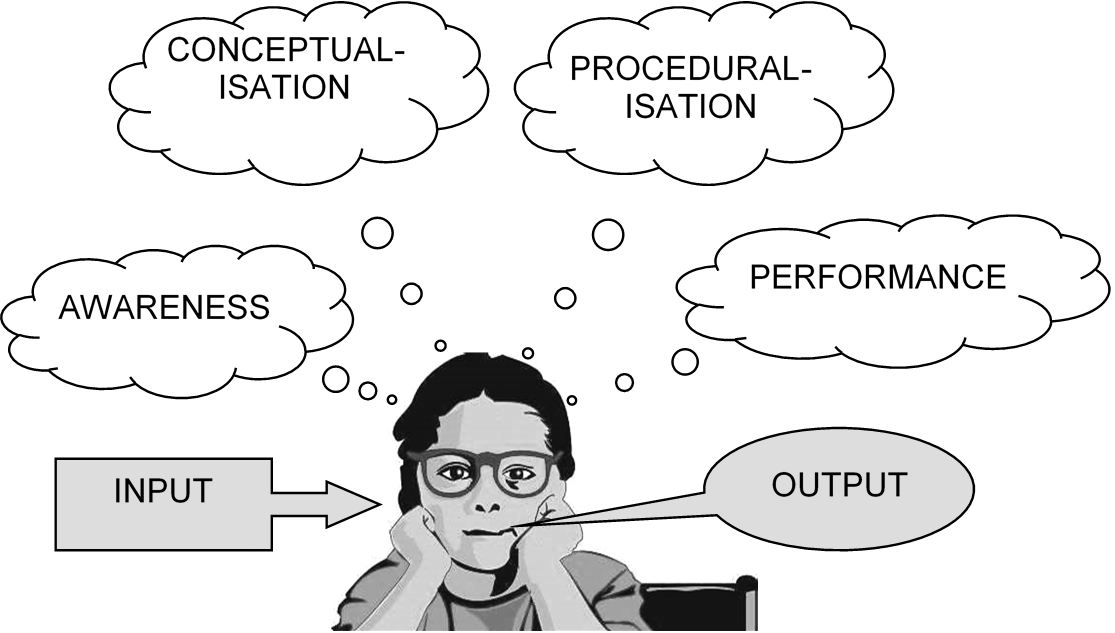 CONCEPTUAL-
ISATION
PROCEDURAL-
ISATION
AWARENESS
PERFORMANCE
INPUT
OUTPUT